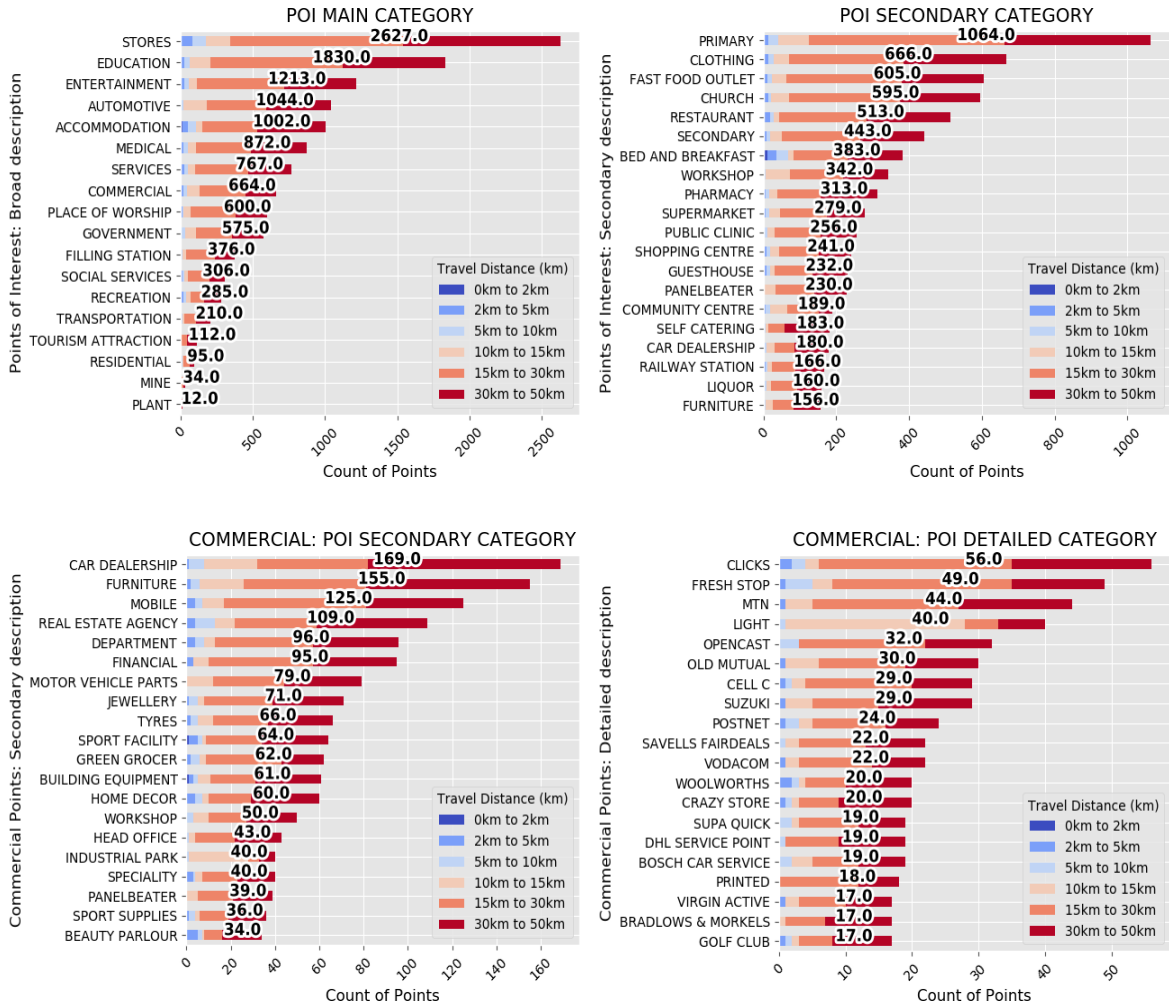 POI MAIN CATEGORY
Points of Interest: Broad description
STORES 2627.0
EDUCATION 1830.0
ENTERTAINMENT 1213.0
AUTOMOTIVE 1044.0
ACCOMMODATION 1002.0
MEDICAL 872.0
SERVICES 767.0
COMMERCIAL 664.0
PLACE OF WORSHIP 600.0
GOVERNMENT 575.0
FILLING STATION 376.0
SOCIAL SERVICES 306.0
RECREATION 285.0
TRANSPORTATION 210.0
TOURISM ATTRACTION 112.0
RESIDENTIAL 95.0
MINE 34.0
PLANT 12.0
Travel Distance (km)
0km to 2km
2km to 5km
5km to 10km
10km to 15km
15km to 30km
30km to 50km
0 500 1000 1500 2000 2500
Count of Points
POI SECONDARY CATEGORY
Points of Interest: Secondary description
PRIMARY 1064.0
CLOTHING 666.0
FAST FOOD OUTLET 605.0
CHURCH 595.0
RESTAURANT 513.0
SECONDARY 443.0
BED AND BREAKFAST 383.0
WORKSHOP 342.0
PHARMACY 313.0
SUPERMARKET 279.0
PUBLIC CLINIC 256.0
SHOPPING CENTRE 241.0
GUESTHOUSE 232.0
PANELBEATER 230.0
COMMUNITY CENTRE 189.0
SELF CATERING 183.0
CAR DEALERSHIP 180.0
RAILWAY STATION 166.0
LIQUOR 160.0
FURNITURE 156.0
Travel Distance (km)
0km to 2km
2km to 5km
5km to 10km
10km to 15km
15km to 30km
30km to 50km
0 200 400 600 800 1000
Count of Points
COMMERCIAL: POI SECONDARY CATEGORY
Commercial Points: Secondary description
CAR DEALERSHIP 169.0
FURNITURE 155.0
MOBILE 125.0
REAL ESTATE AGENCY 109.0
DEPARTMENT 96.0
FINANCIAL 95.0
MOTOR VEHICLE PARTS 79.0
JEWELLERY 71.0
TYRES 66.0
SPORT FACILITY 64.0
GREEN GROCER 62.0
BUILDING EQUIPMENT 61.0
HOME DECOR 60.0
WORKSHOP 50.0
HEAD OFFICE 43.0
INDUSTRIAL PARK 40.0
SPECIALITY 40.0
PANELBEATER 39.0
SPORT SUPPLIES 36.0
BEAUTY PARLOUR 34.0
Travel Distance (km)
0km to 2km
2km to 5km
5km to 10km
10km to 15km
15km to 30km
30km to 50km
0 20 40 60 80 100 120 140 160
Count of Points
COMMERCIAL: POI DETAILED CATEGORY
Commercial Points: Detailed description
CLICKS 56.0
FRESH STOP 49.0
MTN 44.0
LIGHT 40.0
OPENCAST 32.0
OLD MUTUAL 30.0
CELL C 29.0
SUZUKI 29.0
POSTNET 24.0
SAVELLS FAIRDEALS 22.0
VODACOM 22.0
WOOLWORTHS 20.0
CRAZY STORE 20.0
SUPA QUICK 19.0
DHL SERVICE POINT 19.0
BOSCH CAR SERVICE 19.0
PRINTED 18.0
VIRGIN ACTIVE 17.0
BRADLOWS & MORKELS 17.0
GOLF CLUB 17.0
Travel Distance (km)
0km to 2km
2km to 5km
5km to 10km
10km to 15km
15km to 30km
30km to 50km
0 10 20 30 40 50
Count of Points